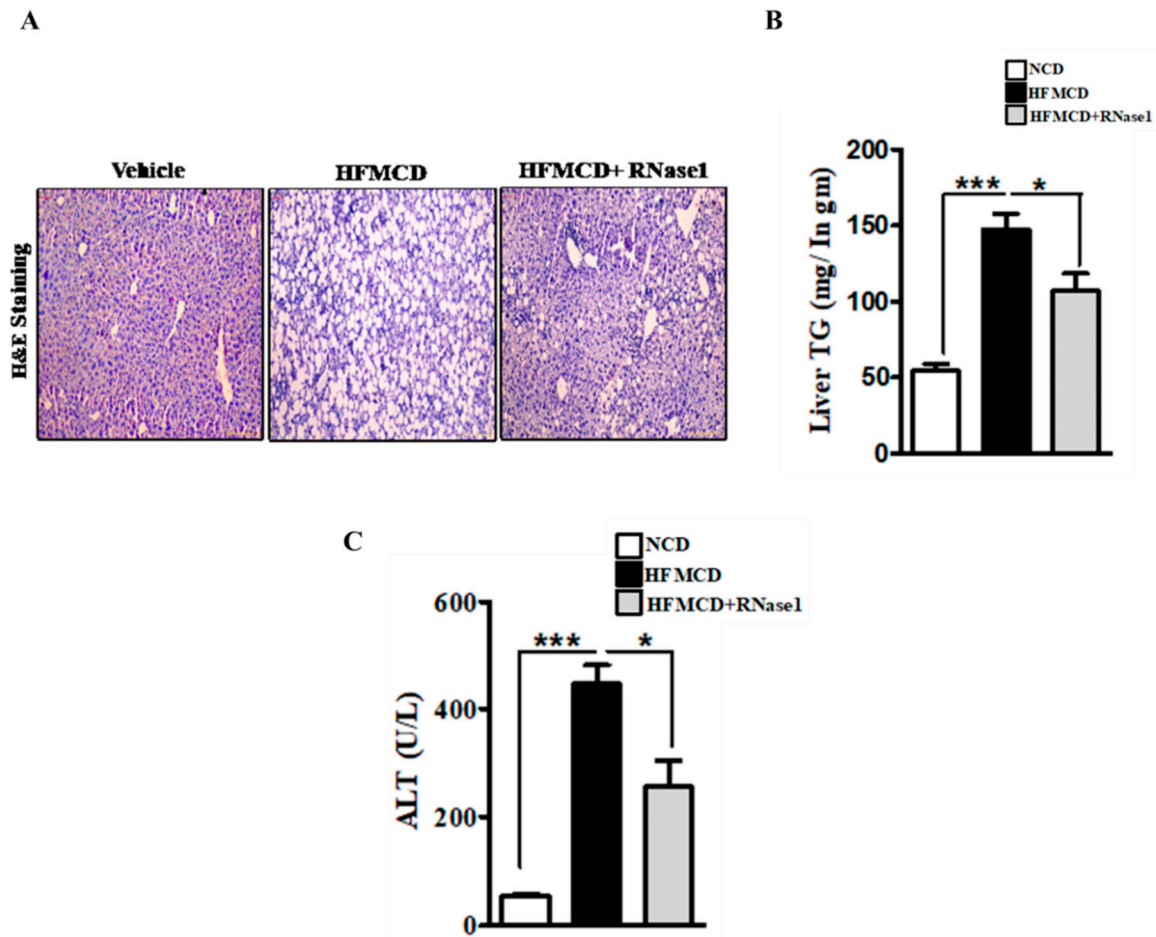 A
Vehicle
HFMCD
HFMCD+ RNase1
H&E Staining
B
NCD
HFMCD
HFMCD+RNase1
200
150
100
50
0
Liver TG (mg/ In gm)
***
*
C
NCD
HFMCD
HFMCD+RNase1
600
400
200
0
ALT (U/L)
***
*